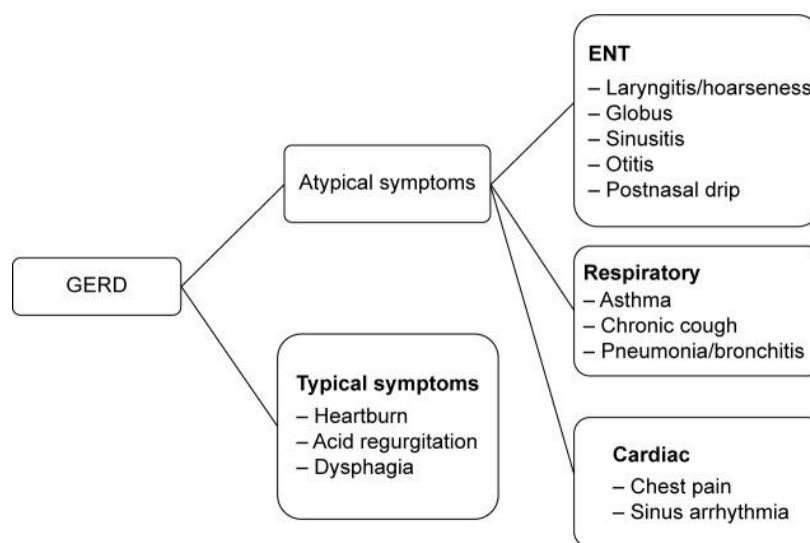 GERD
Atypical symptoms
Typical symptoms
– Heartburn
– Acid regurgitation
– Dysphagia
ENT
– Laryngitis/hoarseness
– Globus
– Sinusitis
– Otitis
– Postnasal drip
Respiratory
– Asthma
– Chronic cough
– Pneumonia/bronchitis
Cardiac
– Chest pain
– Sinus arrhythmia